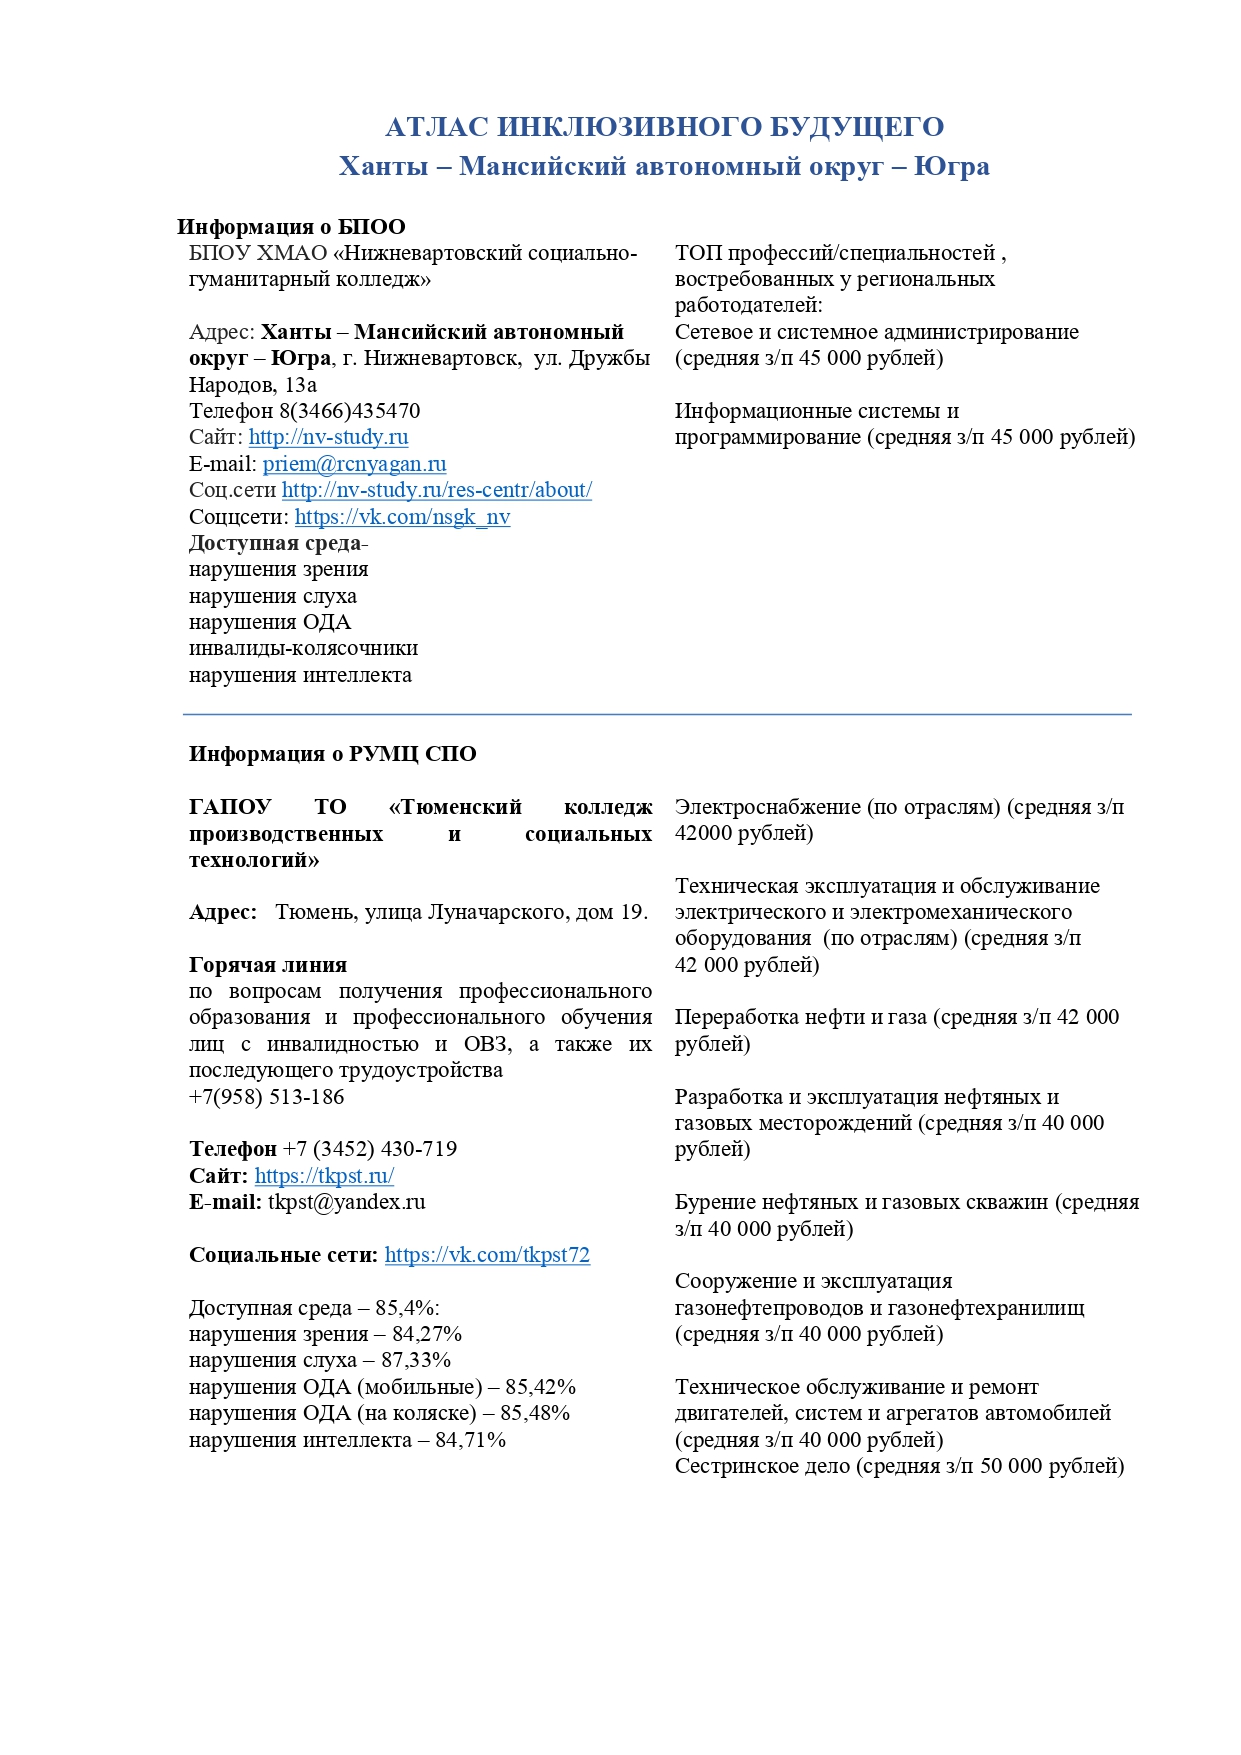 АТЛАС ИНКЛЮЗИВНОГО БУДУЩЕГО
Ханты – Мансийский автономный округ – Югра
Информация о БПОО
БПОУ ХМАО «Нижневартовский социально-
гуманитарный колледж»
Адрес: Ханты – Мансийский автономный
округ – Югра, г. Нижневартовск,  ул. Дружбы
Народов, 13а
Телефон 8(3466)435470
Сайт: http://nv-study.ru
E-mail: priem@rcnyagan.ru
Соц.сети http://nv-study.ru/res-centr/about/
Соццсети: https://vk.com/nsgk_nv
Доступная среда-
нарушения зрения
нарушения слуха
нарушения ОДА
инвалиды-колясочники
нарушения интеллекта
ТОП профессий/специальностей ,
востребованных у региональных
работодателей:
Сетевое и системное администрирование
(средняя з/п 45 000 рублей)
Информационные системы и
программирование (средняя з/п 45 000 рублей)
Информация о РУМЦ СПО
ГАПОУ ТО «Тюменский колледж
производственных и социальных
технологий»
Адрес:   Тюмень, улица Луначарского, дом 19.
Горячая линия
по вопросам получения профессионального
образования и профессионального обучения
лиц с инвалидностью и ОВЗ, а также их
последующего трудоустройства
+7(958) 513-186
Телефон +7 (3452) 430-719
Сайт: https://tkpst.ru/
E-mail: tkpst@yandex.ru
Социальные сети: https://vk.com/tkpst72
Доступная среда – 85,4%:
нарушения зрения – 84,27%
нарушения слуха – 87,33%
нарушения ОДА (мобильные) – 85,42%
нарушения ОДА (на коляске) – 85,48%
нарушения интеллекта – 84,71%
Электроснабжение (по отраслям) (средняя з/п
42000 рублей)
Техническая эксплуатация и обслуживание
электрического и электромеханического
оборудования  (по отраслям) (средняя з/п
42 000 рублей)
Переработка нефти и газа (средняя з/п 42 000
рублей)
Разработка и эксплуатация нефтяных и
газовых месторождений (средняя з/п 40 000
рублей)
Бурение нефтяных и газовых скважин (средняя
з/п 40 000 рублей)
Сооружение и эксплуатация
газонефтепроводов и газонефтехранилищ
(средняя з/п 40 000 рублей)
Техническое обслуживание и ремонт
двигателей, систем и агрегатов автомобилей
(средняя з/п 40 000 рублей)
Сестринское дело (средняя з/п 50 000 рублей)